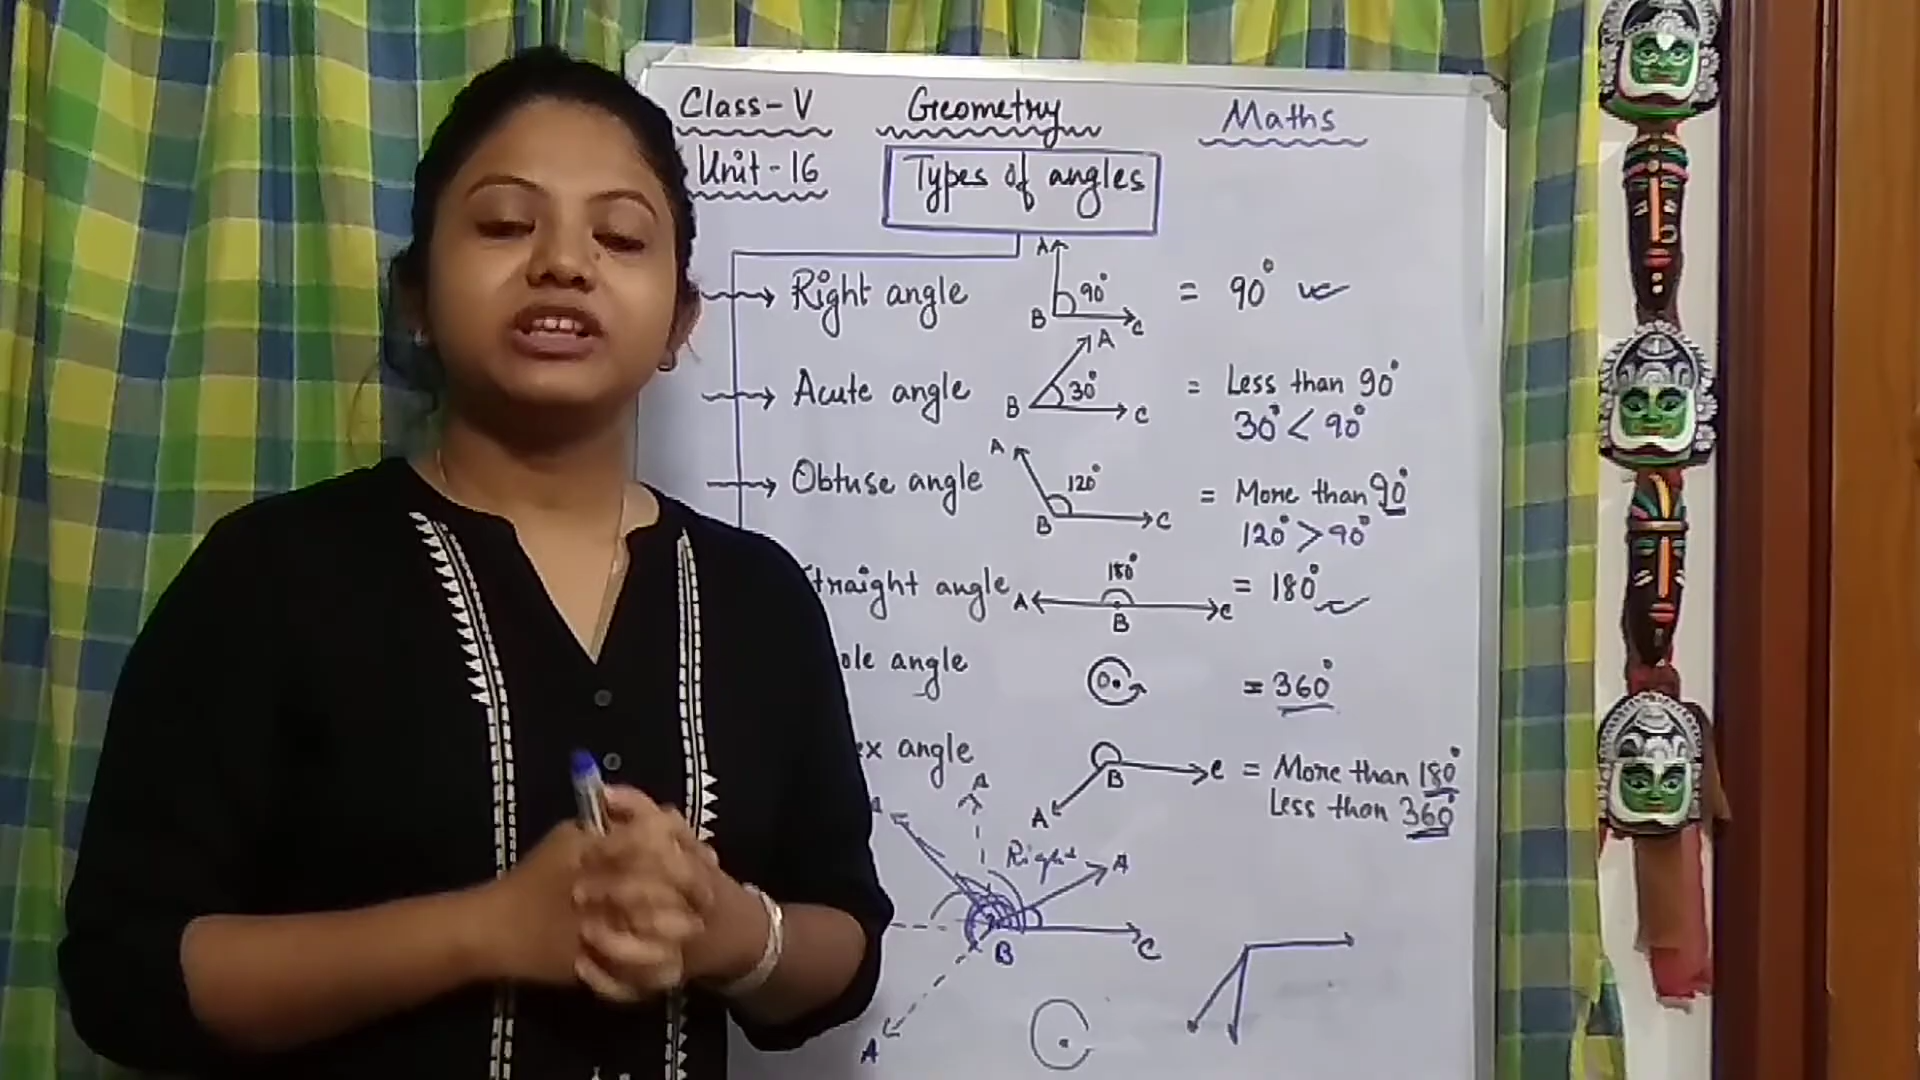 Class-V Geometry Maths
Unit-16 Types of angles
Right angle A 90° B C = 90°
Acute angle A 30° B C = Less than 90°
30° < 90°
Obtuse angle A 120° B C = More than 90°
120° > 90°
traight angle A 180° B C = 180°
ole angle O = 360°
ex angle A B C = More than 180°
Less than 360°
A A Right A
B C
A